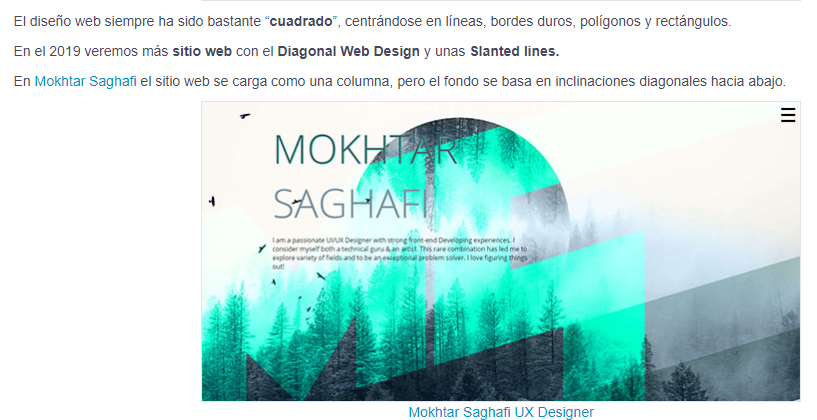 El diseño web siempre ha sido bastante “cuadrado”, centrándose en líneas, bordes duros, polígonos y rectángulos.
En el 2019 veremos más sitio web con el Diagonal Web Design y unas Slanted lines.
En Mokhtar Saghafi el sitio web se carga como una columna, pero el fondo se basa en inclinaciones diagonales hacia abajo.
MOKHTAR
SAGHAFI
I am a passionate UI/UX Designer with strong front-end Developing experiences. I
consider myself both a technical guru & an artist. This rare combination has led me to
explore variety of fields and to be an exceptional problem solver. I love figuring things
out!
Mokhtar Saghafi UX Designer